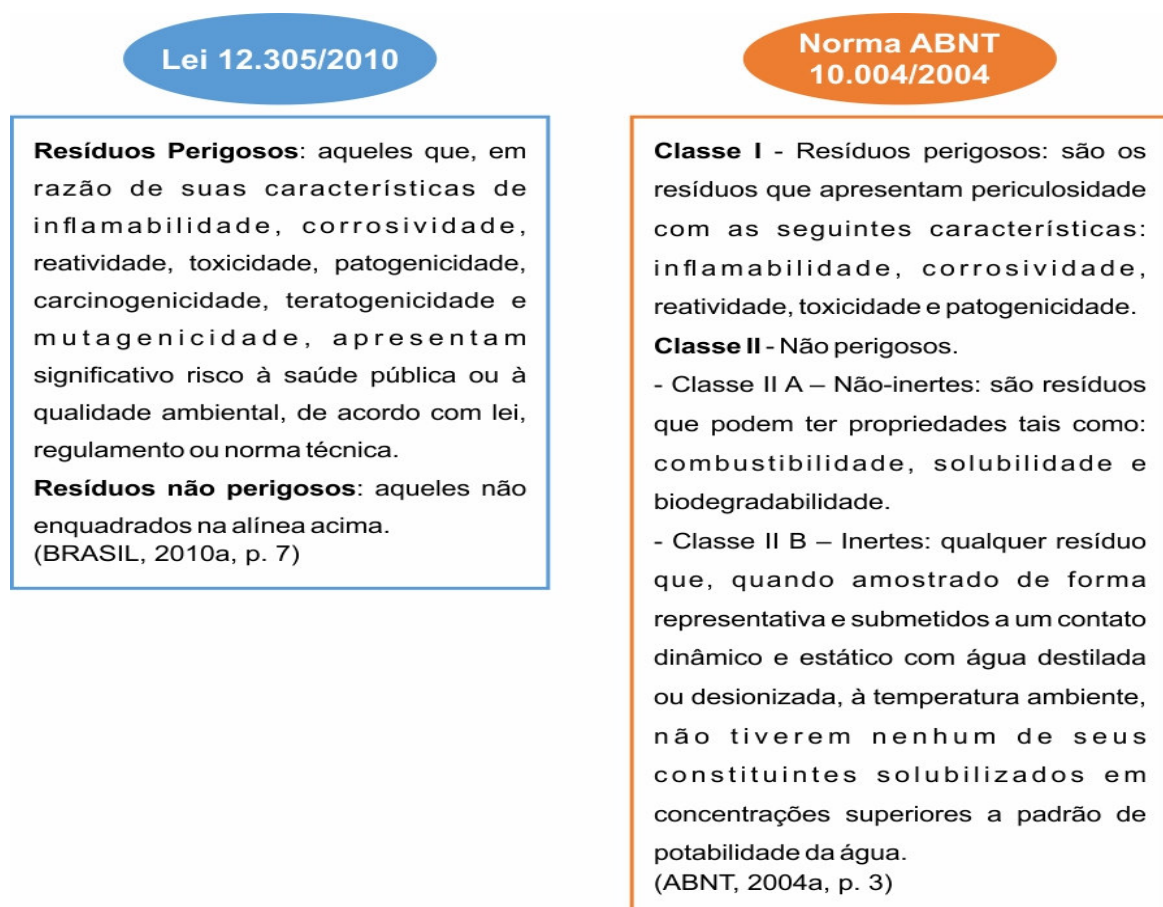 Lei 12.305/2010
Resíduos Perigosos: aqueles que, em
razão de suas características de
inflamabilidade, corrosividade,
reatividade, toxicidade, patogenicidade,
carcinogenicidade, teratogenicidade e
mutagenicidade, apresentam
significativo risco à saúde pública ou à
qualidade ambiental, de acordo com lei,
regulamento ou norma técnica.
Resíduos não perigosos: aqueles não
enquadrados na alínea acima.
(BRASIL, 2010a, p. 7)
Norma ABNT
10.004/2004
Classe I - Resíduos perigosos: são os
resíduos que apresentam periculosidade
com as seguintes características:
inflamabilidade, corrosividade,
reatividade, toxicidade e patogenicidade.
Classe II - Não perigosos.
- Classe II A – Não-inertes: são resíduos
que podem ter propriedades tais como:
combustibilidade, solubilidade e
biodegradabilidade.
- Classe II B – Inertes: qualquer resíduo
que, quando amostrado de forma
representativa e submetidos a um contato
dinâmico e estático com água destilada
ou desionizada, à temperatura ambiente,
não tiverem nenhum de seus
constituintes solubilizados em
concentrações superiores a padrão de
potabilidade da água.
(ABNT, 2004a, p. 3)